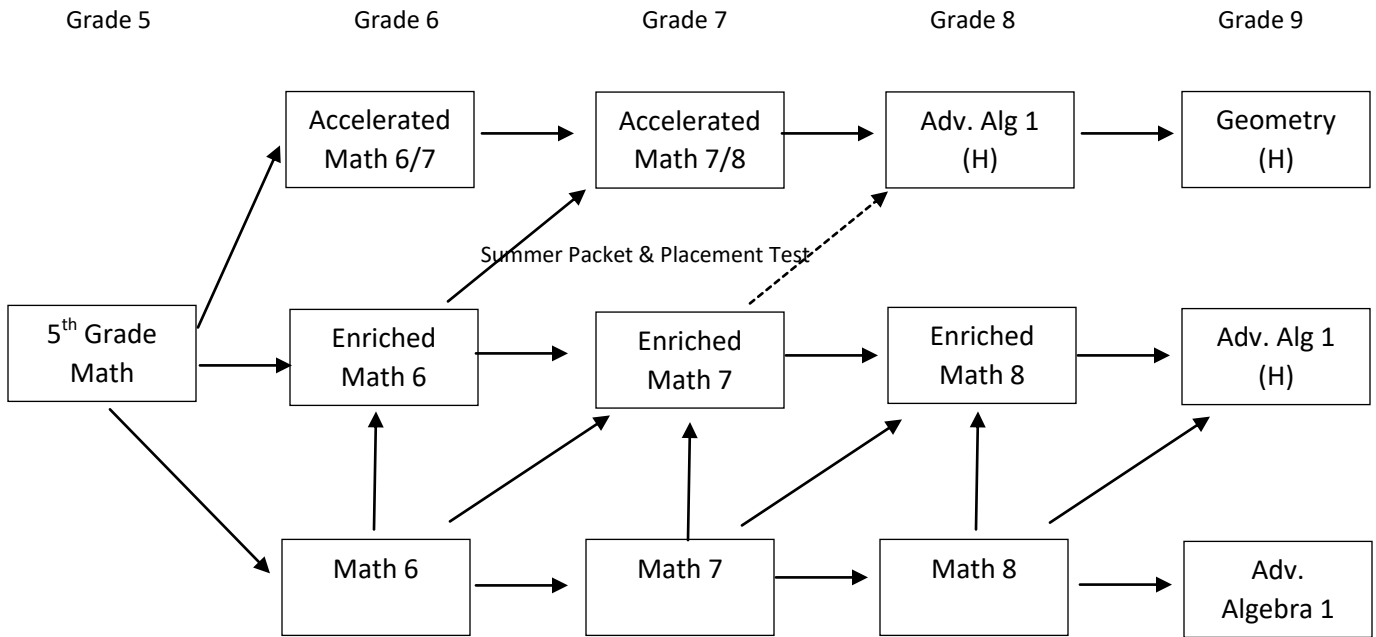 Grade 5 Grade 6 Grade 7 Grade 8 Grade 9
Accelerated
Math 6/7
Accelerated
Math 7/8
Adv. Alg 1
(H)
Geometry
(H)
Summer Packet & Placement Test
5th Grade
Math
Enriched
Math 6
Enriched
Math 7
Enriched
Math 8
Adv. Alg 1
(H)
Math 6
Math 7
Math 8
Adv.
Algebra 1